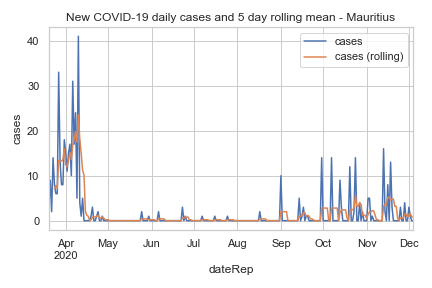 New COVID-19 daily cases and 5 day rolling mean - Mauritius
cases
cases (rolling)
40
30
20
10
0
cases
Apr May Jun Jul Aug Sep Oct Nov Dec
2020
dateRep